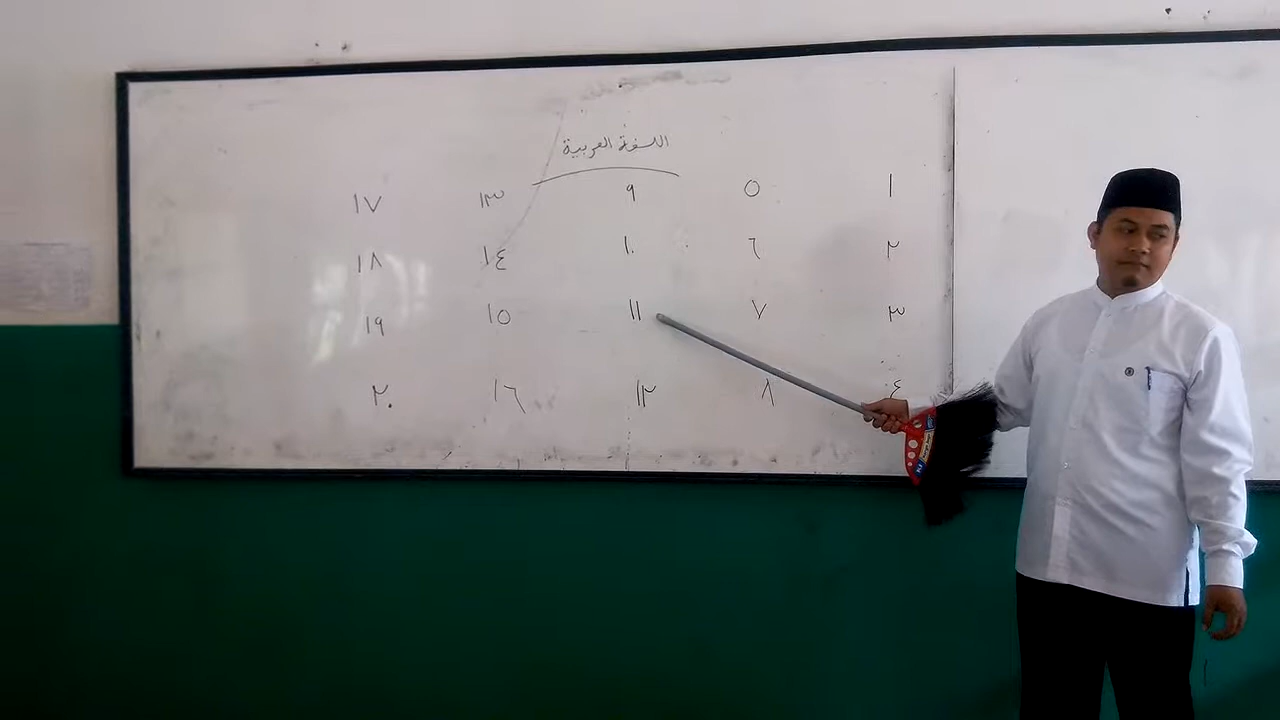 اللغة العربية
١ ٥ ٩ ١٣ ١٧
٢ ٦ ١٠ ١٤ ١٨
٣ ٧ ١١ ١٥ ١٩
٤ ٨ ١٢ ١٦ ٢٠